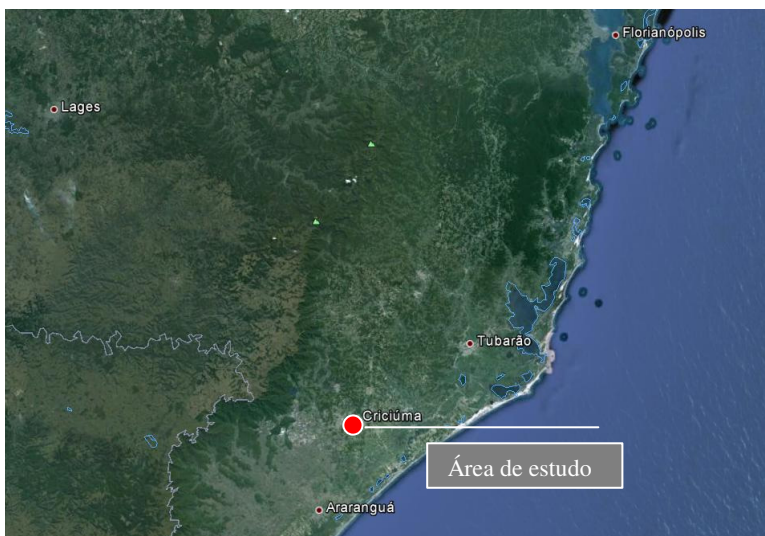 Florianópolis
Lages
Tubarão
Criciúma
Área de estudo
Araranguá